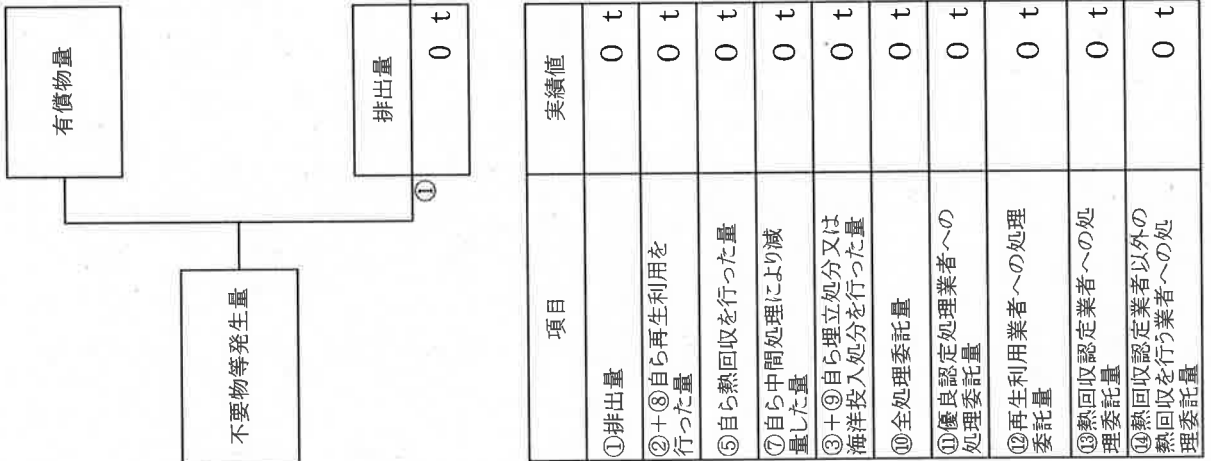 有償物量
不要物等発生量
①
排出量
0 t
項目
実績値
①排出量
0 t
②+⑧自ら再生利用を
行った量
0 t
⑤自ら熱回収を行った量
0 t
⑦自ら中間処理により減
量した量
0 t
③+⑨自ら埋立処分又は
海洋投入処分を行った量
0 t
⑩全処理委託量
0 t
⑪優良認定処理業者への
処理委託量
0 t
⑫再生利用業者への処理
委託量
0 t
⑬熱回収認定業者への処
理委託量
0 t
⑭熱回収認定業者以外の
熱回収を行う業者への処
理委託量
0 t